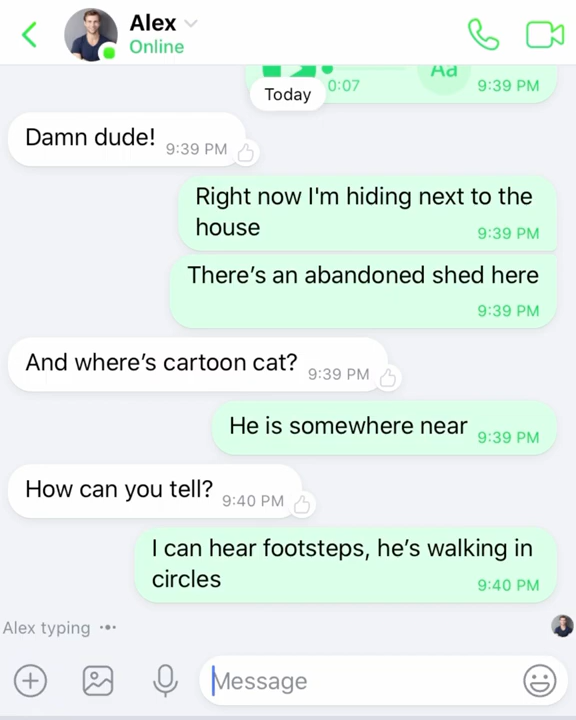 Alex
Online
Aa
0:07
9:39 PM
Today
Damn dude!
9:39 PM
Right now I'm hiding next to the
house
9:39 PM
There’s an abandoned shed here
9:39 PM
And where’s cartoon cat?
9:39 PM
He is somewhere near
9:39 PM
How can you tell?
9:40 PM
I can hear footsteps, he’s walking in
circles
9:40 PM
Alex typing
Message